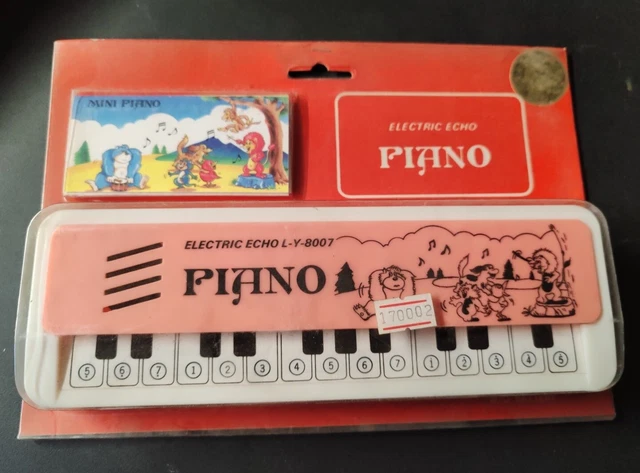 MINI PIANO
ELECTRIC ECHO
PIANO
ELECTRIC ECHO L-Y-8007
PIANO
170002
5 6 7 1 2 3 4 5 6 7 1 2 3 4 5